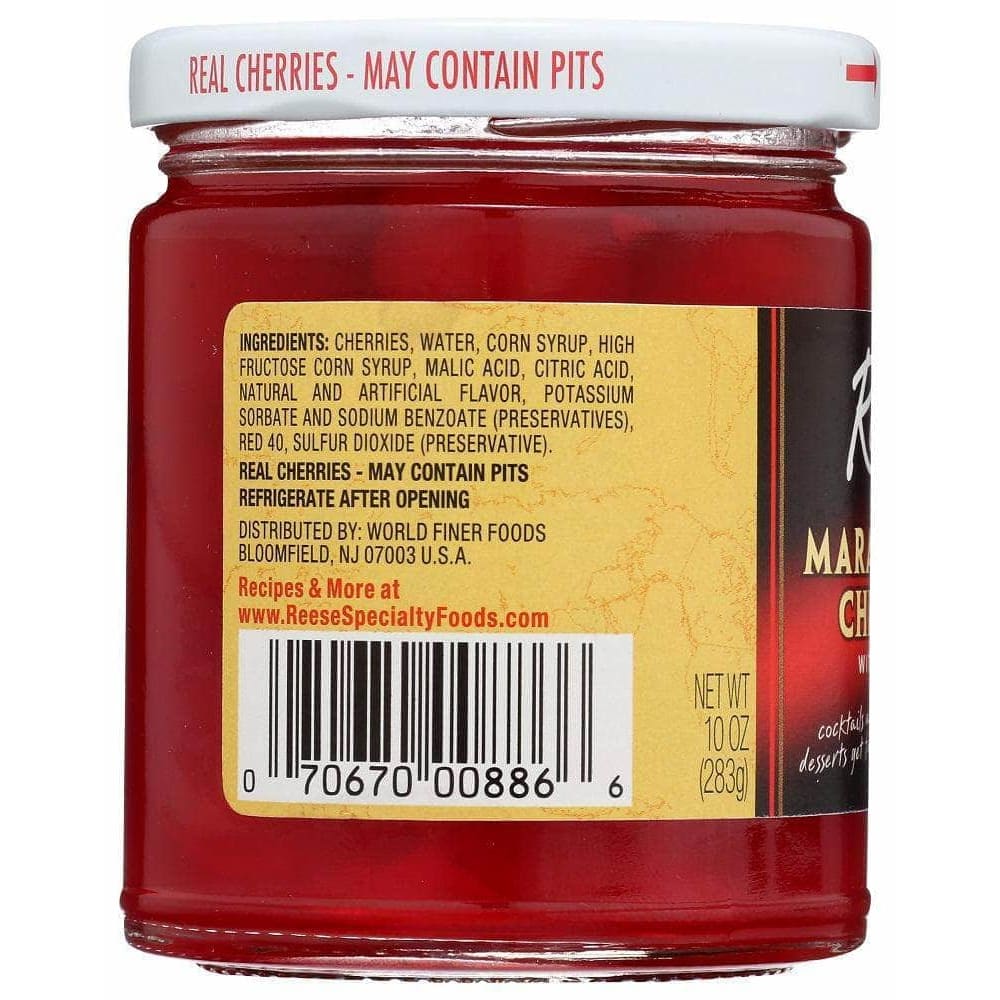 REAL CHERRIES - MAY CONTAIN PITS
INGREDIENTS: CHERRIES, WATER, CORN SYRUP, HIGH
FRUCTOSE CORN SYRUP, MALIC ACID, CITRIC ACID,
NATURAL AND ARTIFICIAL FLAVOR, POTASSIUM
SORBATE AND SODIUM BENZOATE (PRESERVATIVES),
RED 40, SULFUR DIOXIDE (PRESERVATIVE).
REAL CHERRIES - MAY CONTAIN PITS
REFRIGERATE AFTER OPENING
DISTRIBUTED BY: WORLD FINER FOODS
BLOOMFIELD, NJ 07003 U.S.A.
Recipes & More at
www.ReeseSpecialtyFoods.com
0 70670 00886 6
NET WT
10 OZ
(283g)
cocktails
desserts get